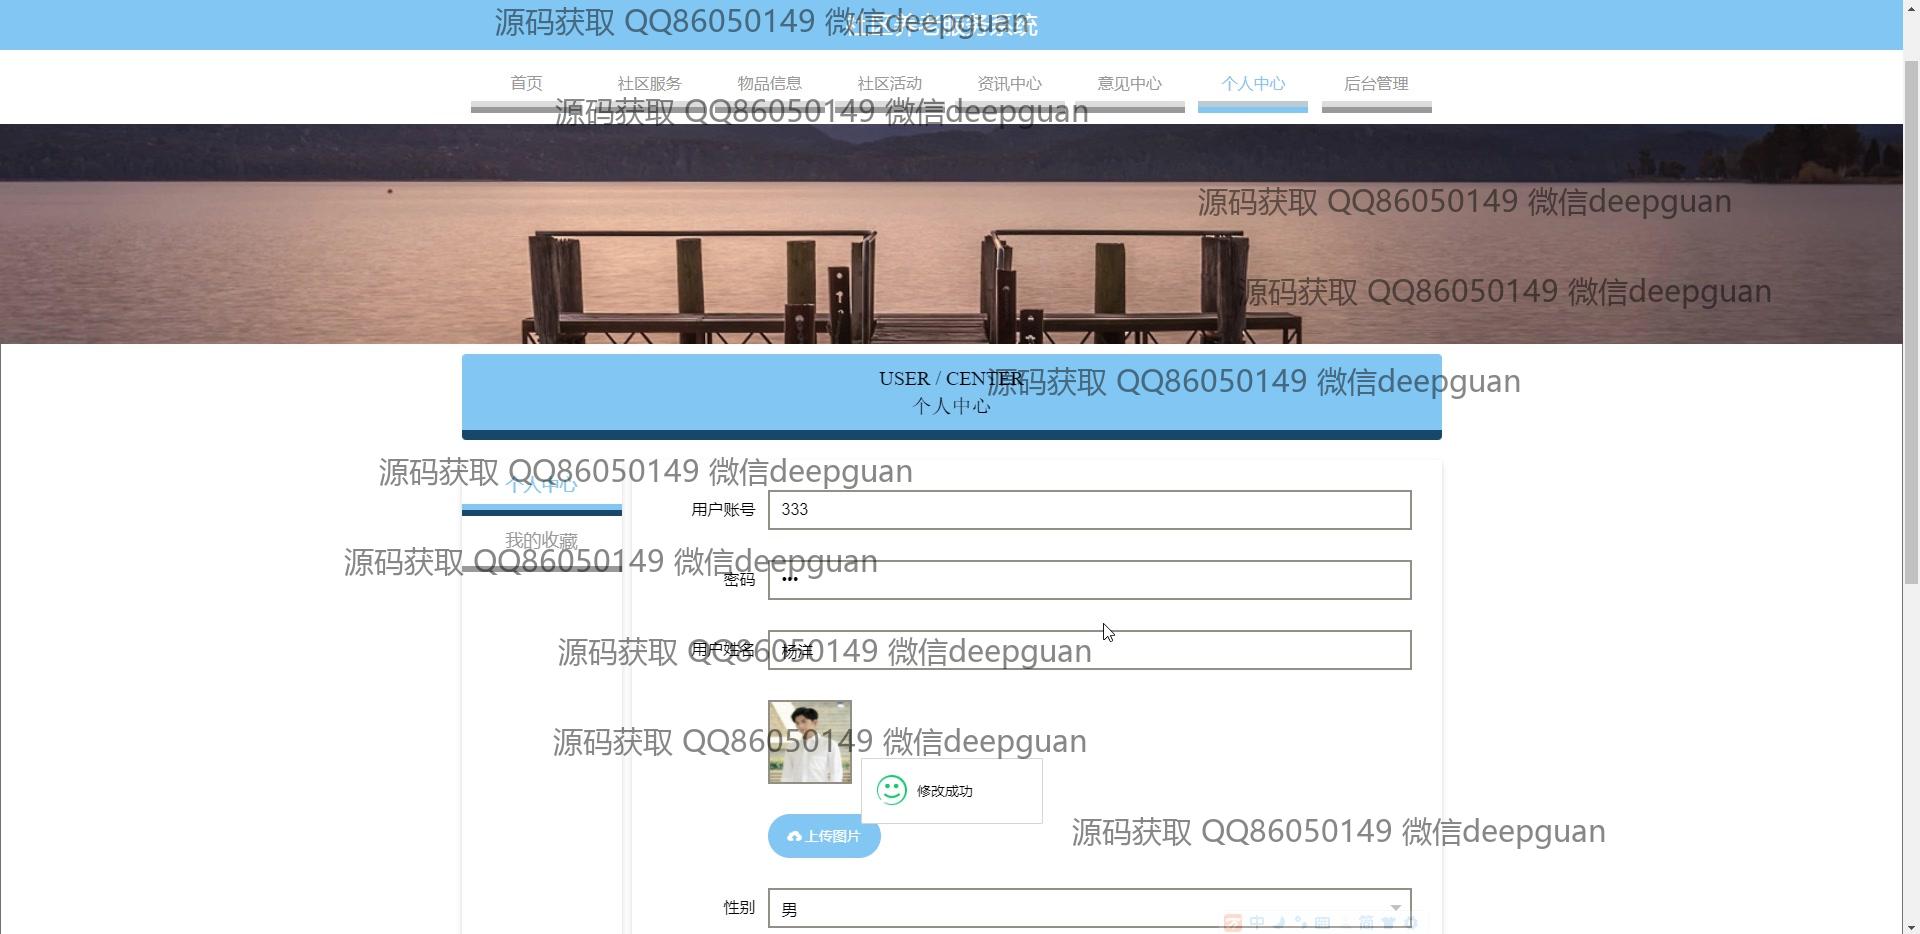 社区养老服务系统
源码获取 QQ86050149 微信deepguan
首页 社区服务 物品信息 社区活动 资讯中心 意见中心 个人中心 后台管理
源码获取 QQ86050149 微信deepguan
源码获取 QQ86050149 微信deepguan
源码获取 QQ86050149 微信deepguan
USER / CENTER
源码获取 QQ86050149 微信deepguan
个人中心
源码获取 QQ86050149 微信deepguan
个人中心
用户账号 333
我的收藏
源码获取 QQ86050149 微信deepguan
密码 •••
用户姓名 杨洋
源码获取 QQ86050149 微信deepguan
源码获取 QQ86050149 微信deepguan
修改成功
上传图片
源码获取 QQ86050149 微信deepguan
性别 男
中 简